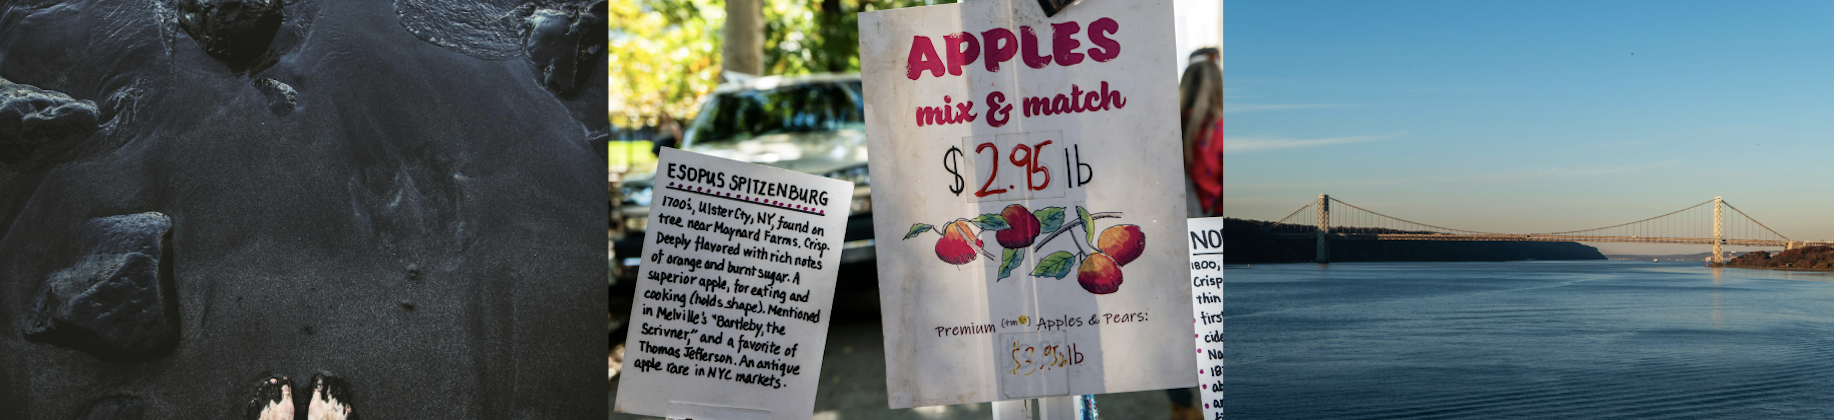 ESOPUS SPITZENBURG
1700's, Ulster Cty, NY, found on
tree near Maynard Farms. Crisp.
Deeply flavored with rich notes
of orange and burnt sugar. A
superior apple, for eating and
cooking (holds shape). Mentioned
in Melville's "Bartleby, the
Scrivner," and a favorite of
Thomas Jefferson. An antique
apple rare in NYC markets.
APPLES
mix & match
$2.95 lb
Premium (tm) Apples & Pears:
$3.95 lb
NO
1800,
Crisp
thin
first
cide
Na
18
ab
an